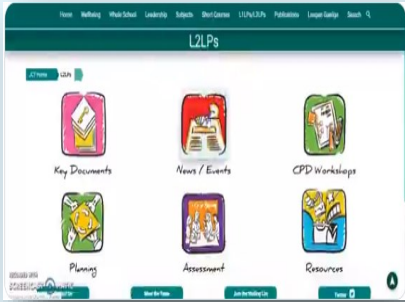 Home Wellbeing Whole School Leadership Subjects Short Courses L1LPs/L2LPs Publications Leagan Gaeilge Search
L2LPs
JCT Home L2LPs
Key Documents News / Events CPD Workshops
Planning Assessment Resources
Meet the Team Join the Mailing List Twitter